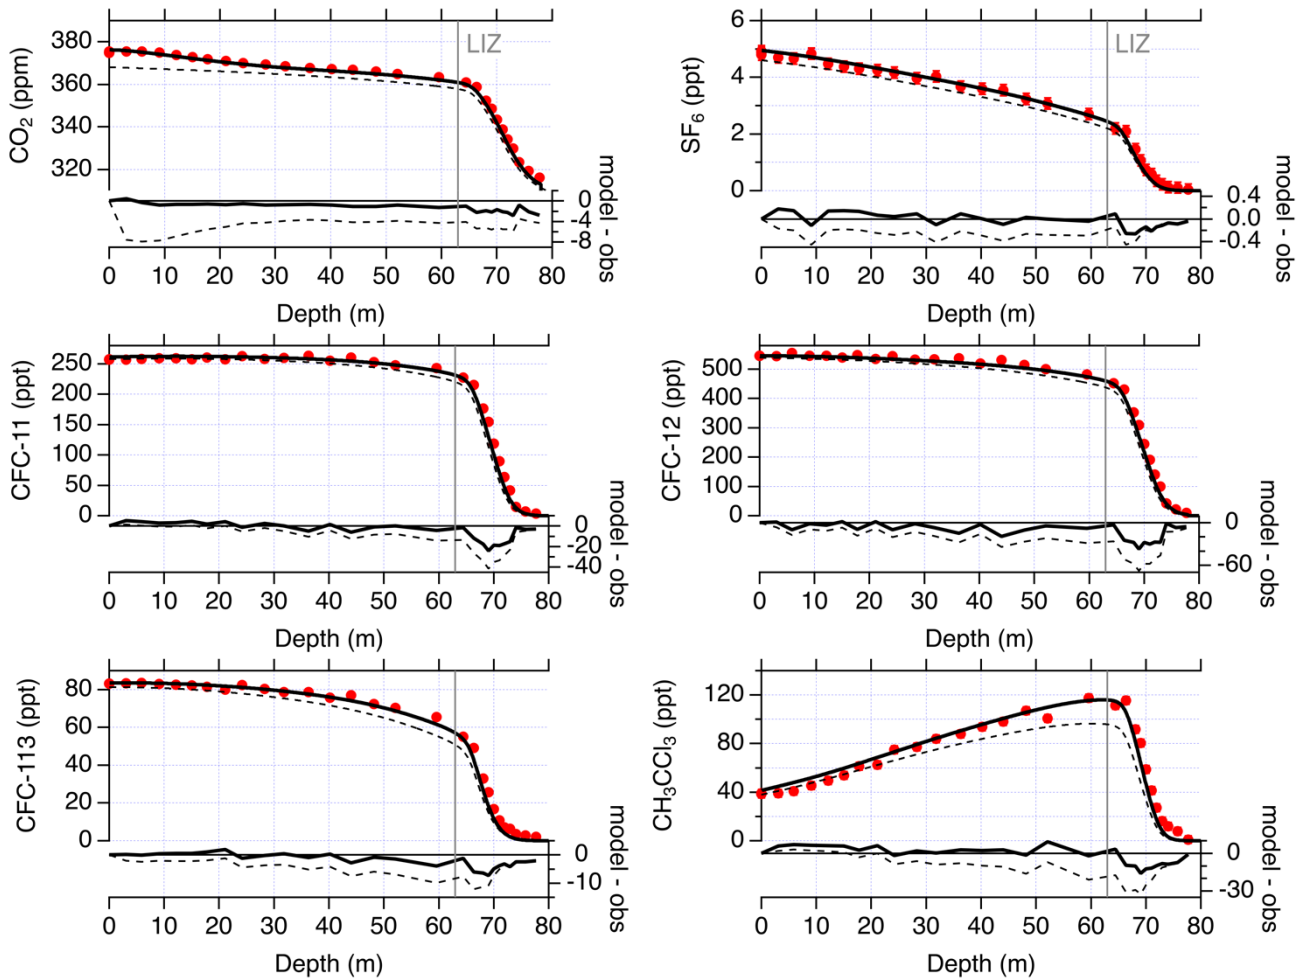 CO2 (ppm)
380
360
340
320
LIZ
0
-4
-8
model - obs
0 10 20 30 40 50 60 70 80
Depth (m)
SF6 (ppt)
6
4
2
0
LIZ
0.4
0.0
-0.4
model - obs
0 10 20 30 40 50 60 70 80
Depth (m)
CFC-11 (ppt)
250
200
150
100
50
0
0
-20
-40
model - obs
0 10 20 30 40 50 60 70 80
Depth (m)
CFC-12 (ppt)
500
400
300
200
100
0
0
-60
model - obs
0 10 20 30 40 50 60 70 80
Depth (m)
CFC-113 (ppt)
80
60
40
20
0
0
-10
model - obs
0 10 20 30 40 50 60 70 80
Depth (m)
CH3CCl3 (ppt)
120
80
40
0
0
-30
model - obs
0 10 20 30 40 50 60 70 80
Depth (m)